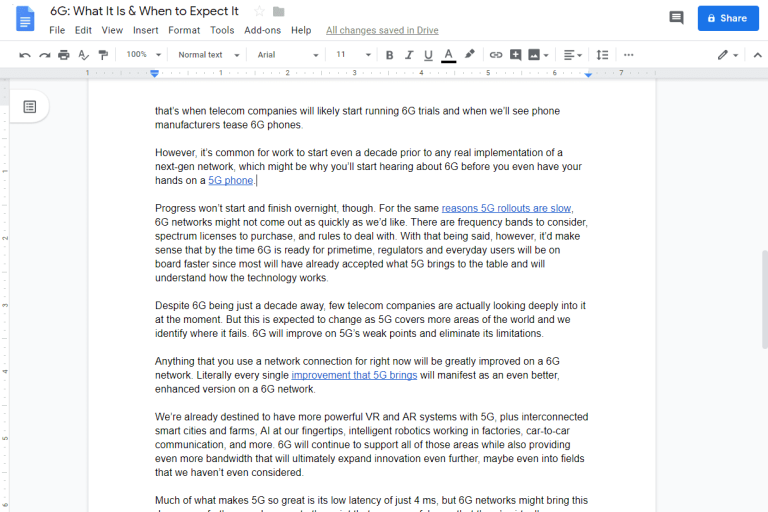 6G: What It Is & When to Expect It
File Edit View Insert Format Tools Add-ons Help All changes saved in Drive
Share
100% Normal text Arial 11 B I U A
1 1 2 3 4 5 6 7
that’s when telecom companies will likely start running 6G trials and when we’ll see phone
manufacturers tease 6G phones.
However, it’s common for work to start even a decade prior to any real implementation of a
next-gen network, which might be why you’ll start hearing about 6G before you even have your
hands on a 5G phone.
Progress won’t start and finish overnight, though. For the same reasons 5G rollouts are slow,
6G networks might not come out as quickly as we’d like. There are frequency bands to consider,
spectrum licenses to purchase, and rules to deal with. With that being said, however, it’d make
sense that by the time 6G is ready for primetime, regulators and everyday users will be on
board faster since most will have already accepted what 5G brings to the table and will
understand how the technology works.
Despite 6G being just a decade away, few telecom companies are actually looking deeply into it
at the moment. But this is expected to change as 5G covers more areas of the world and we
identify where it fails. 6G will improve on 5G’s weak points and eliminate its limitations.
Anything that you use a network connection for right now will be greatly improved on a 6G
network. Literally every single improvement that 5G brings will manifest as an even better,
enhanced version on a 6G network.
We’re already destined to have more powerful VR and AR systems with 5G, plus interconnected
smart cities and farms, AI at our fingertips, intelligent robotics working in factories, car-to-car
communication, and more. 6G will continue to support all of those areas while also providing
even more bandwidth that will ultimately expand innovation even further, maybe even into fields
that we haven’t even considered.
Much of what makes 5G so great is its low latency of just 4 ms, but 6G networks might bring this
1
2
3
4
5
6